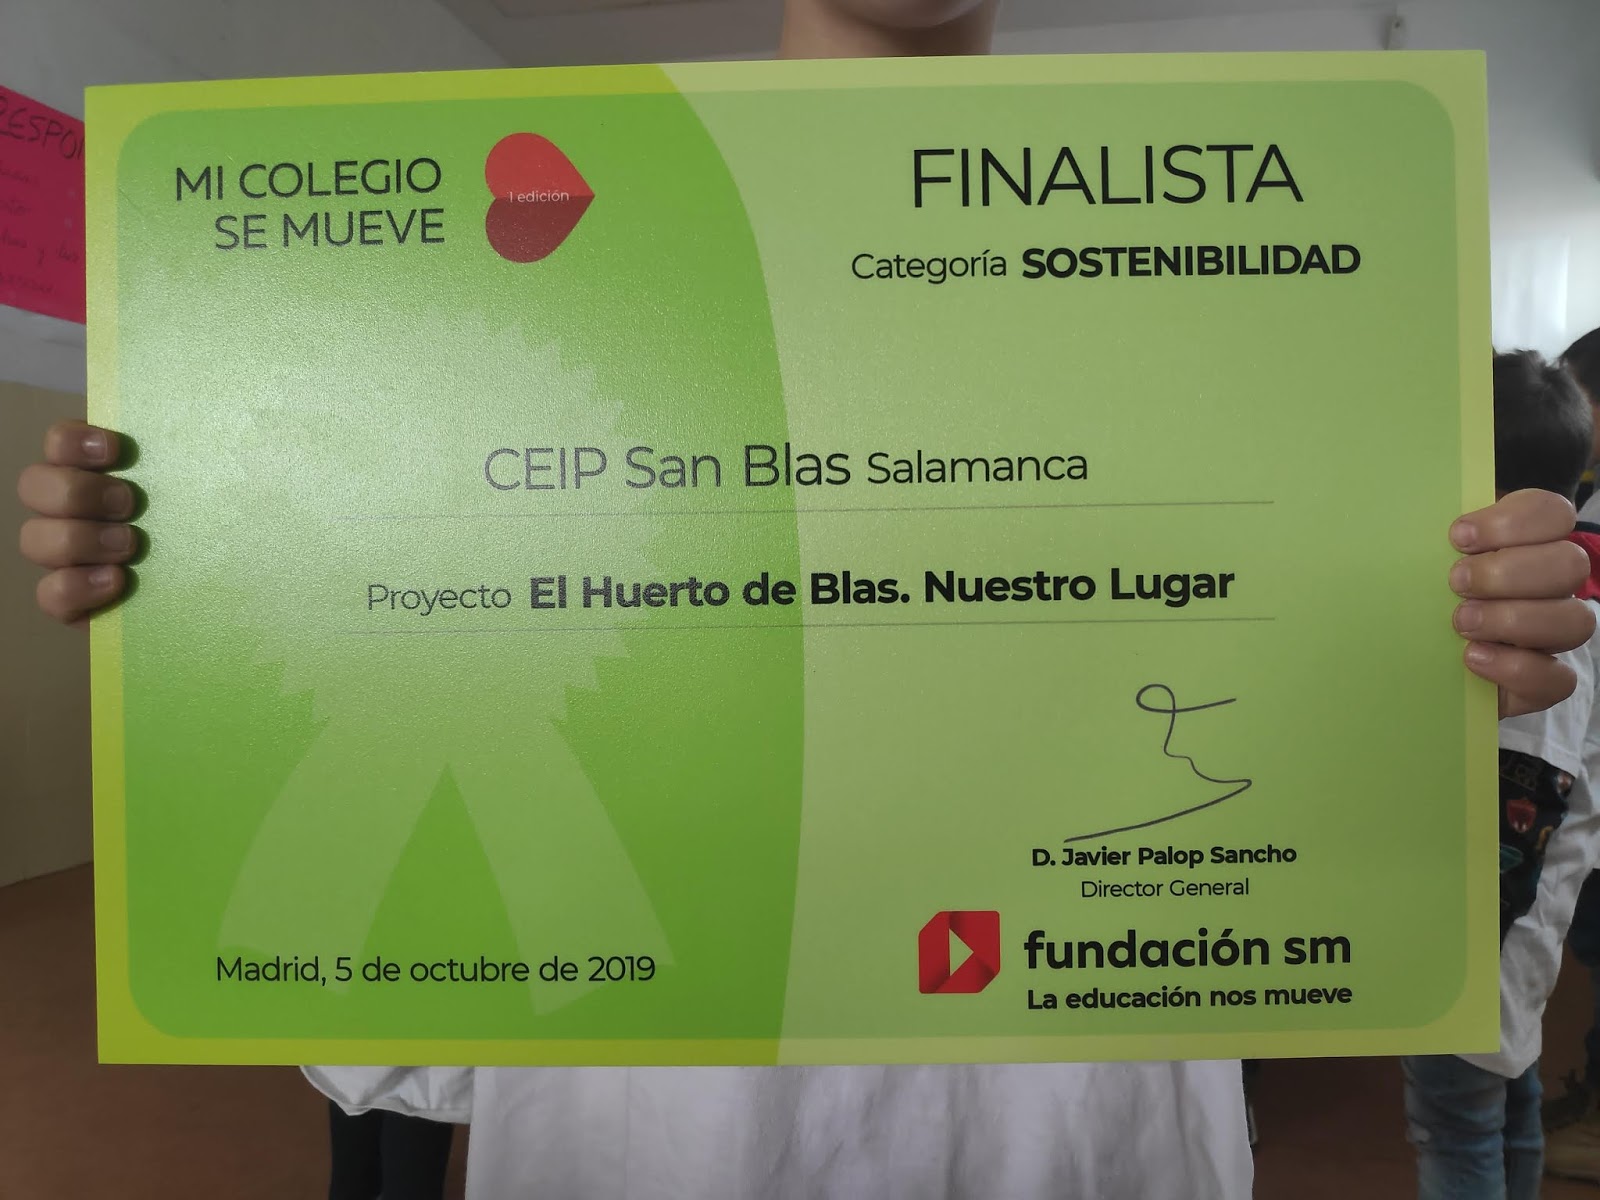 MI COLEGIO
SE MUEVE
I edición
FINALISTA
Categoría SOSTENIBILIDAD
CEIP San Blas Salamanca
Proyecto El Huerto de Blas. Nuestro Lugar
D. Javier Palop Sancho
Director General
Madrid, 5 de octubre de 2019
fundación sm
La educación nos mueve